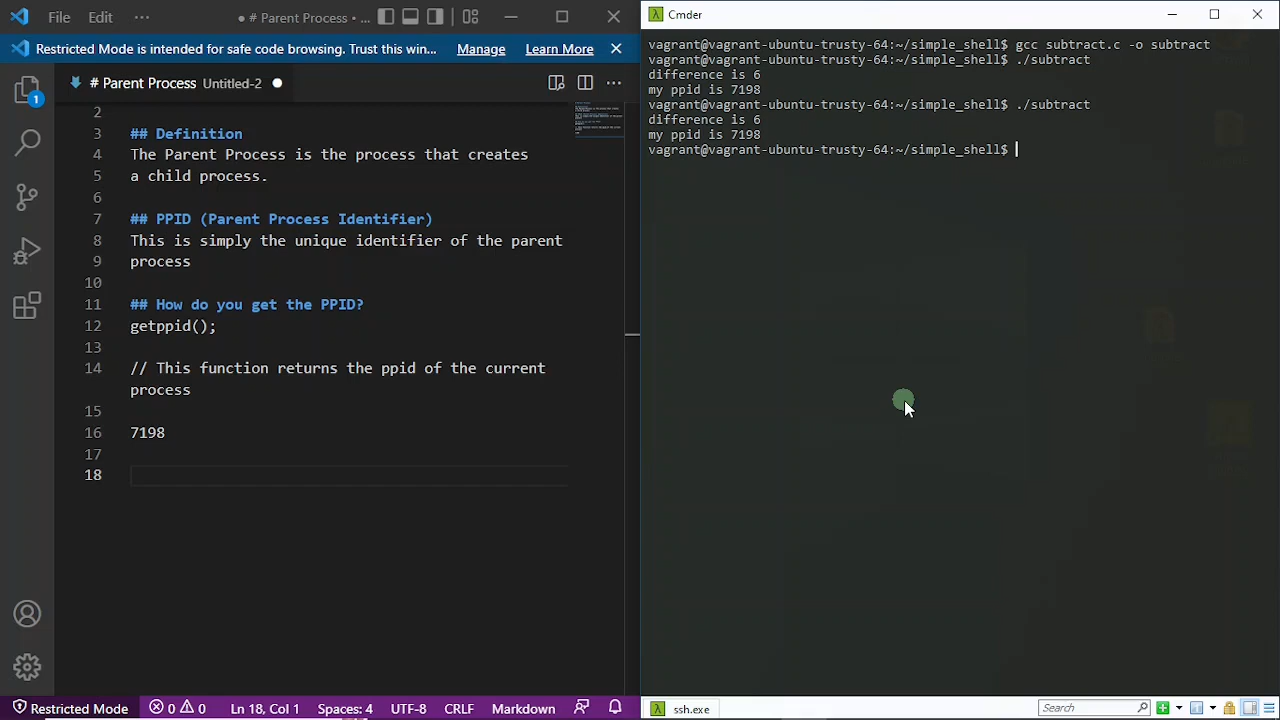 File Edit ··· # Parent Process • ...
Restricted Mode is intended for safe code browsing. Trust this win... Manage Learn More
# Parent Process Untitled-2
1
2
3 ## Definition
4 The Parent Process is the process that creates
5 a child process.
6
7 ## PPID (Parent Process Identifier)
8 This is simply the unique identifier of the parent
9 process
10
11 ## How do you get the PPID?
12 getppid();
13
14 // This function returns the ppid of the current
process
15
16 7198
17
18
Restricted Mode 0 0 Ln 18, Col 1 Spaces: 4 UTF-8 CRLF Markdown
Cmder
vagrant@vagrant-ubuntu-trusty-64:~/simple_shell$ gcc subtract.c -o subtract
vagrant@vagrant-ubuntu-trusty-64:~/simple_shell$ ./subtract
difference is 6
my ppid is 7198
vagrant@vagrant-ubuntu-trusty-64:~/simple_shell$ ./subtract
difference is 6
my ppid is 7198
vagrant@vagrant-ubuntu-trusty-64:~/simple_shell$
ssh.exe Search